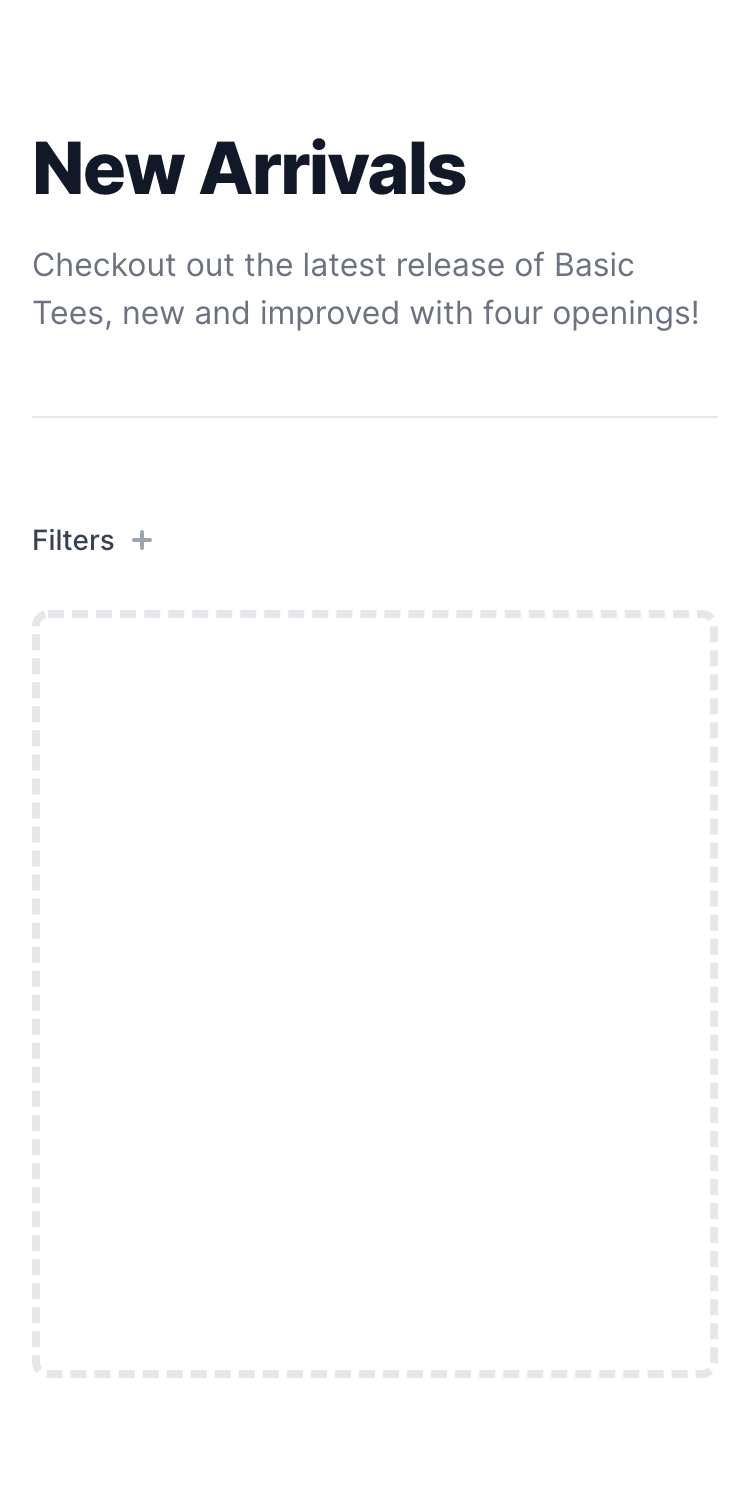 New Arrivals
Checkout out the latest release of Basic
Tees, new and improved with four openings!
Filters